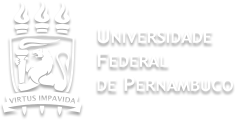 VIRTUS IMPAVIDA
UNIVERSIDADE
FEDERAL
DE PERNAMBUCO